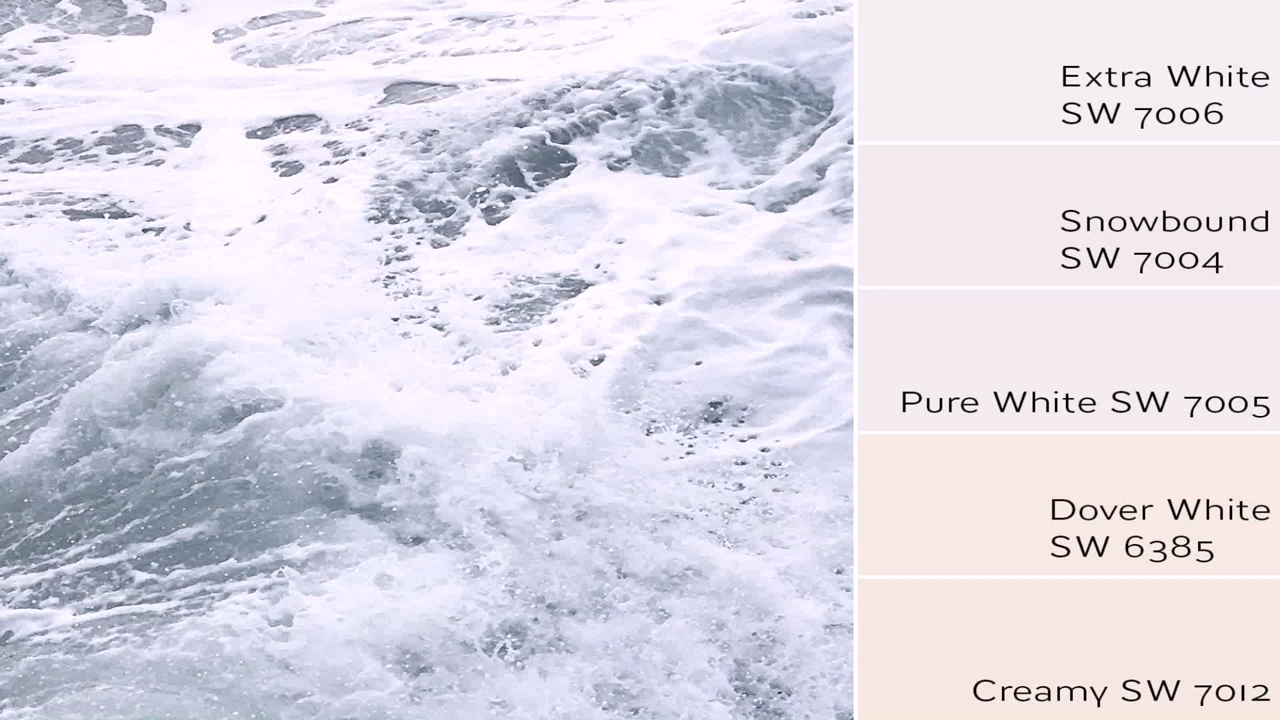 Extra White
SW 7006
Snowbound
SW 7004
Pure White SW 7005
Dover White
SW 6385
Creamy SW 7012